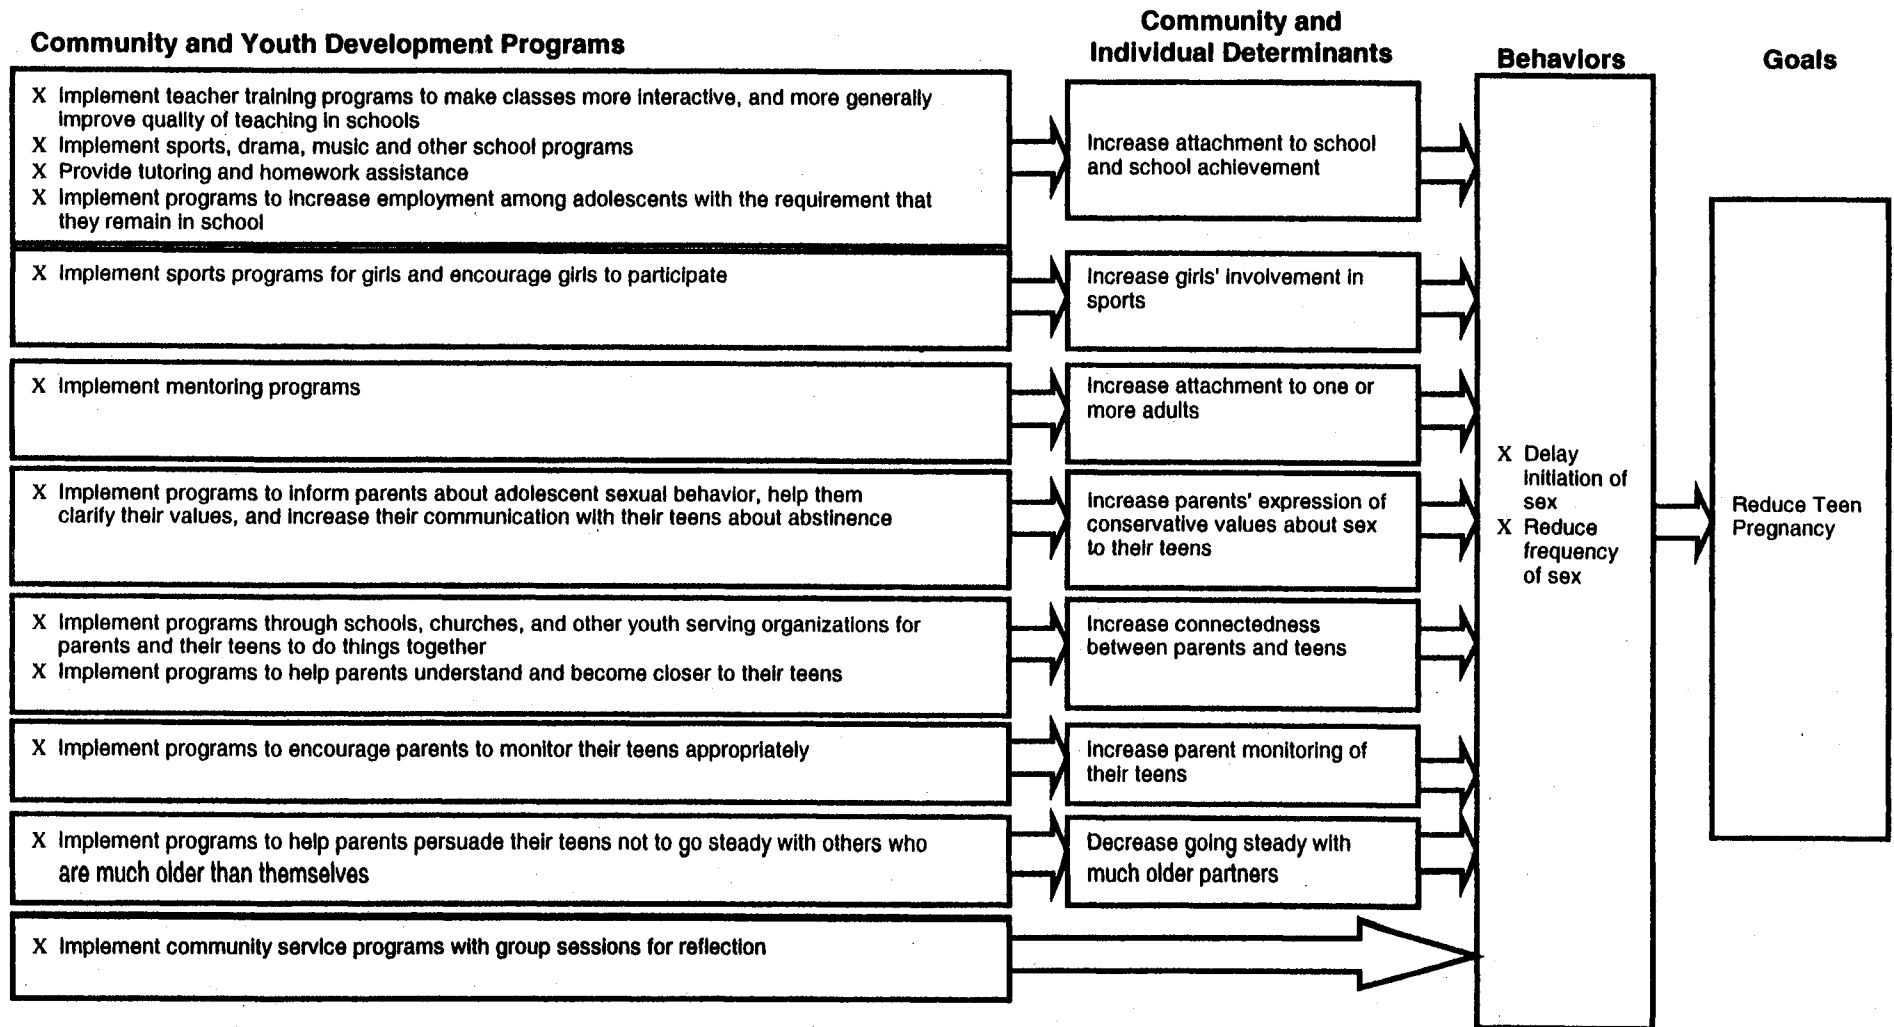 Community and Youth Development Programs
Community and
Individual Determinants
Behaviors
Goals
X Implement teacher training programs to make classes more interactive, and more generally
improve quality of teaching in schools
X Implement sports, drama, music and other school programs
X Provide tutoring and homework assistance
X Implement programs to increase employment among adolescents with the requirement that
they remain in school
Increase attachment to school
and school achievement
X Implement sports programs for girls and encourage girls to participate
Increase girls' involvement in
sports
X Implement mentoring programs
Increase attachment to one or
more adults
X Implement programs to inform parents about adolescent sexual behavior, help them
clarify their values, and increase their communication with their teens about abstinence
Increase parents' expression of
conservative values about sex
to their teens
X Implement programs through schools, churches, and other youth serving organizations for
parents and their teens to do things together
X Implement programs to help parents understand and become closer to their teens
Increase connectedness
between parents and teens
X Implement programs to encourage parents to monitor their teens appropriately
Increase parent monitoring of
their teens
X Implement programs to help parents persuade their teens not to go steady with others who
are much older than themselves
Decrease going steady with
much older partners
X Implement community service programs with group sessions for reflection
X Delay
initiation of
sex
X Reduce
frequency
of sex
Reduce Teen
Pregnancy